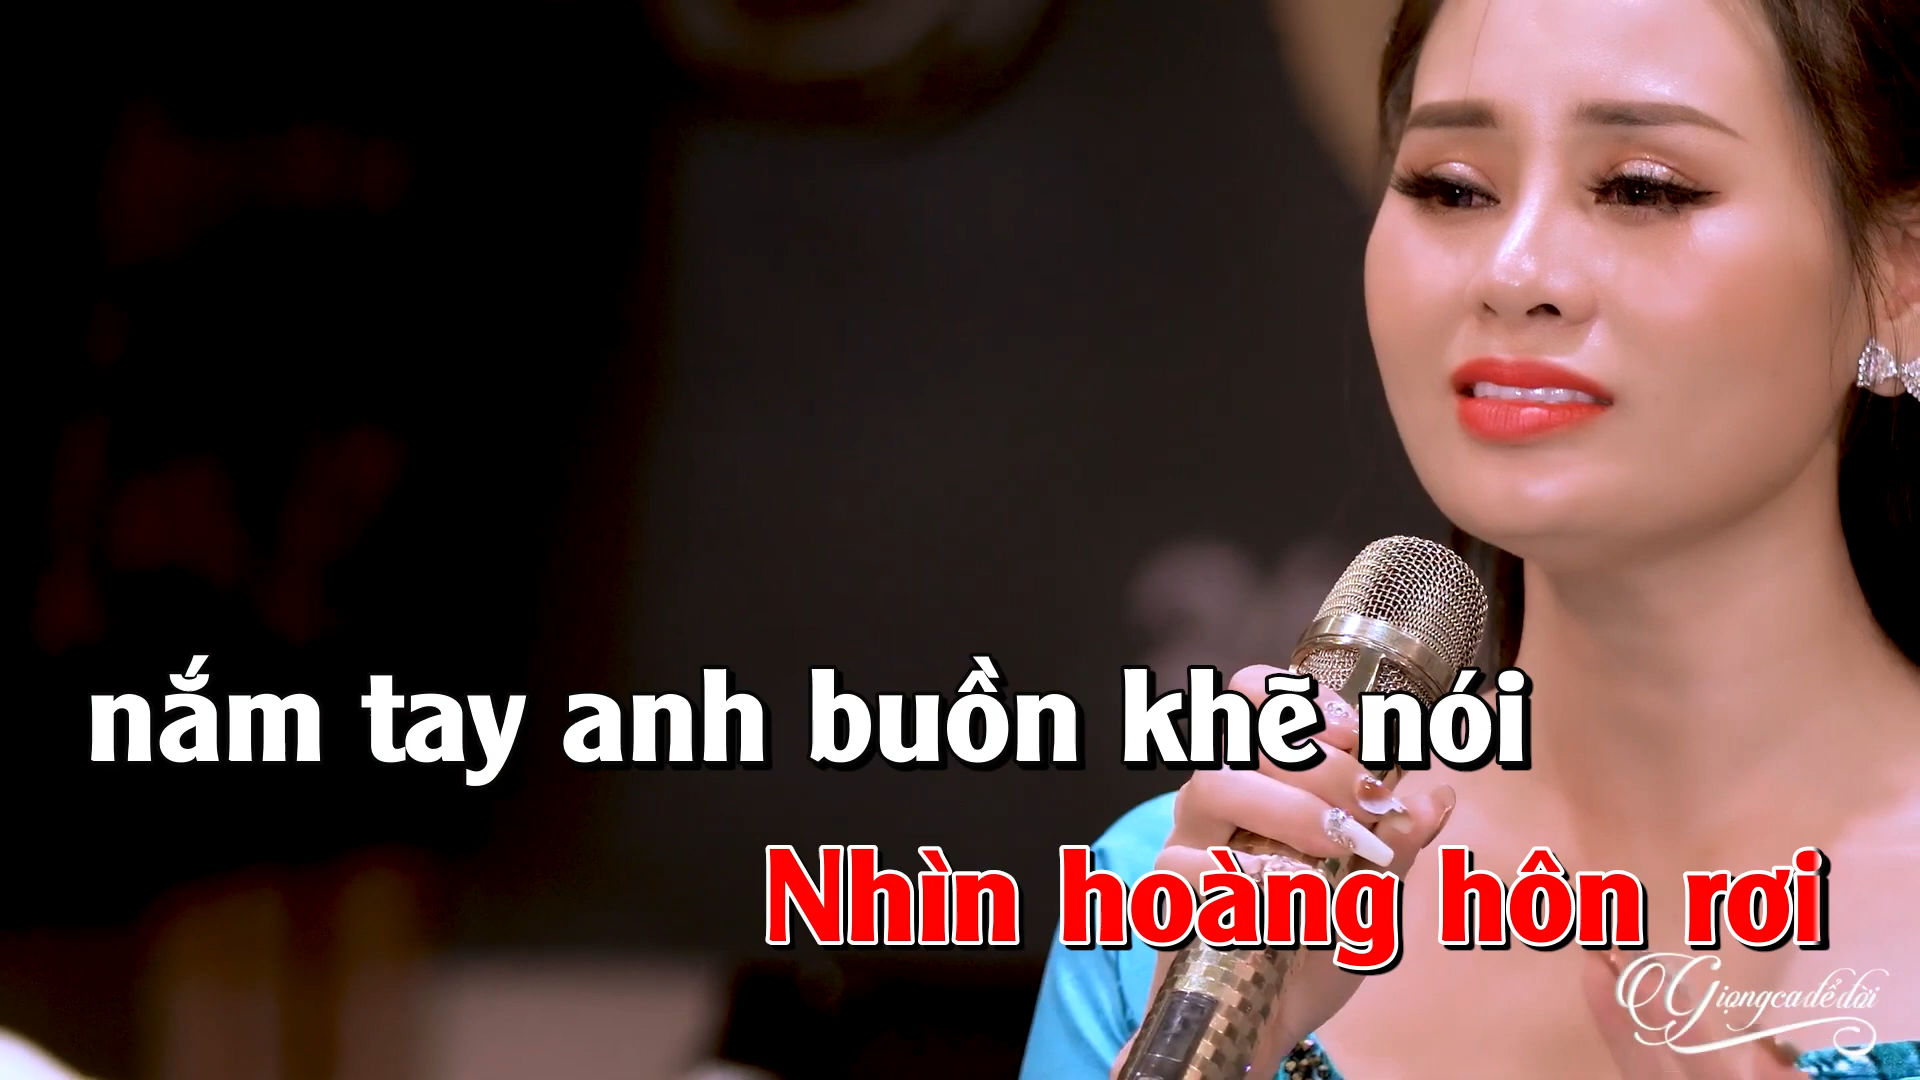 nắm tay anh buồn khẽ nói
Nhìn hoàng hôn rơi
Giọng ca để đời